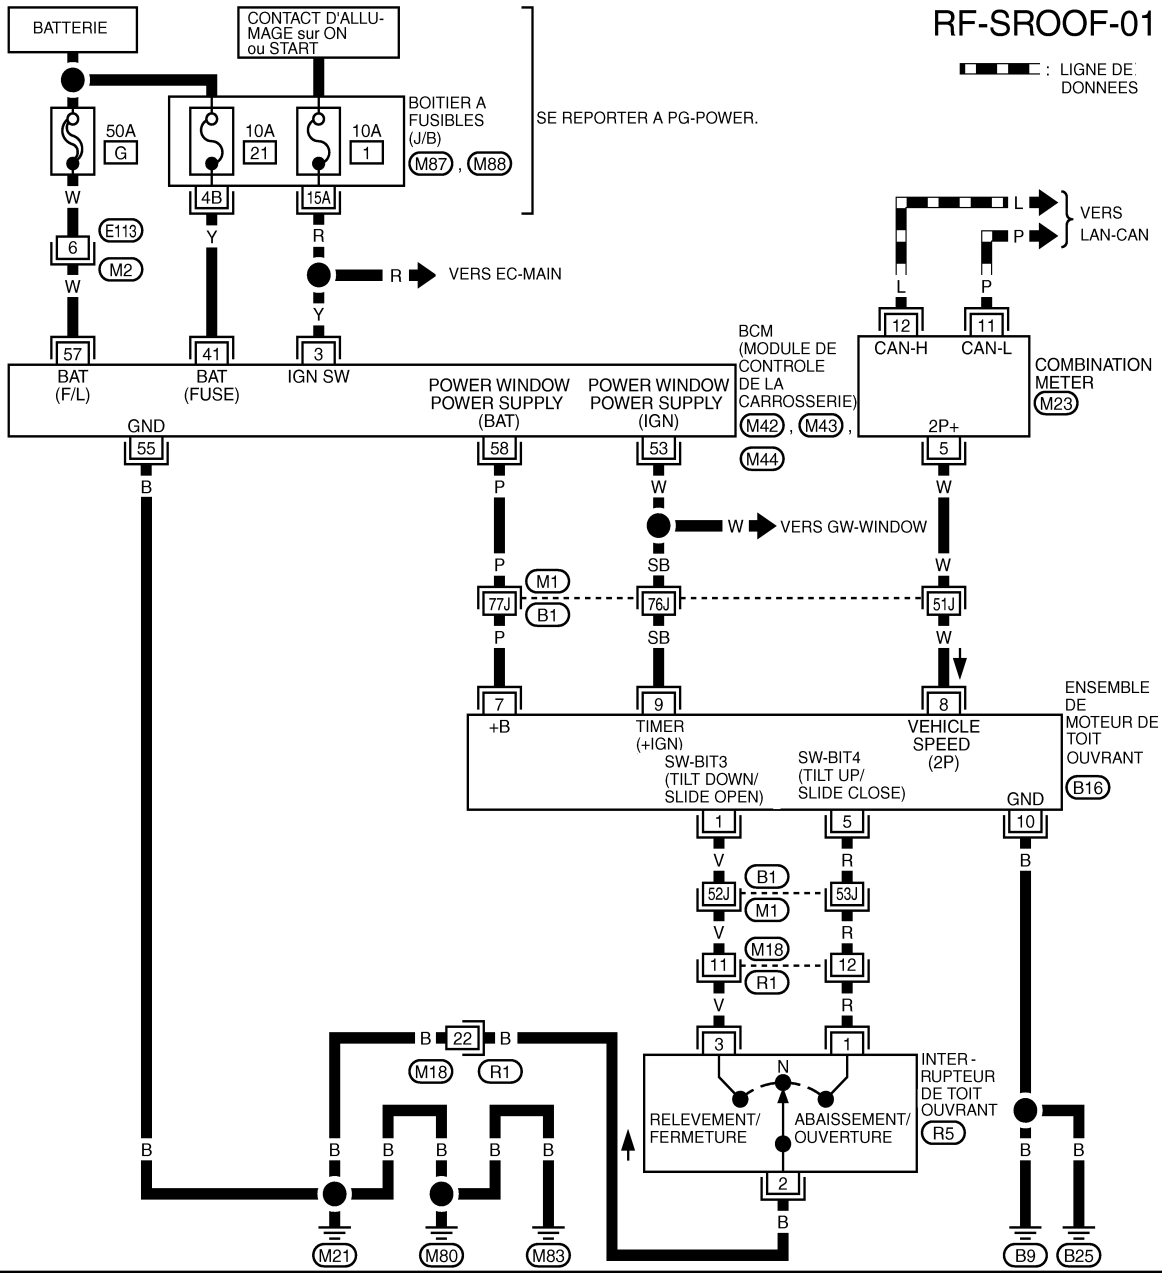 RF-SROOF-01
BATTERIE
CONTACT D'ALLU-
MAGE sur ON
ou START
: LIGNE DE
DONNEES
50A
G
10A
21
10A
1
BOITIER A
FUSIBLES
(J/B)
M87 , M88
SE REPORTER A PG-POWER.
4B
15A
W
Y
R
6
E113
M2
W
R
VERS EC-MAIN
Y
L
P
VERS
LAN-CAN
L
P
57
41
3
12
11
BAT
(F/L)
BAT
(FUSE)
IGN SW
GND
POWER WINDOW
POWER SUPPLY
(BAT)
POWER WINDOW
POWER SUPPLY
(IGN)
BCM
(MODULE DE
CONTROLE
DE LA
CARROSSERIE)
M42 , M43 ,
M44
CAN-H
CAN-L
2P+
COMBINATION
METER
M23
55
58
53
5
B
P
W
W
W
VERS GW-WINDOW
P
SB
W
77J
M1
B1
76J
51J
P
SB
W
7
9
8
+B
TIMER
(+IGN)
VEHICLE
SPEED
(2P)
SW-BIT3
(TILT DOWN/
SLIDE OPEN)
SW-BIT4
(TILT UP/
SLIDE CLOSE)
GND
ENSEMBLE
DE
MOTEUR DE
TOIT
OUVRANT
B16
1
5
10
V
R
B
52J
B1
M1
53J
V
R
11
M18
R1
12
V
R
3
1
N
RELEVEMENT/
FERMETURE
ABAISSEMENT/
OUVERTURE
INTER-
RUPTEUR
DE TOIT
OUVRANT
R5
2
B
B
22
B
M18
R1
B
B
B
B
B
B
B
B
M21
M80
M83
B9
B25